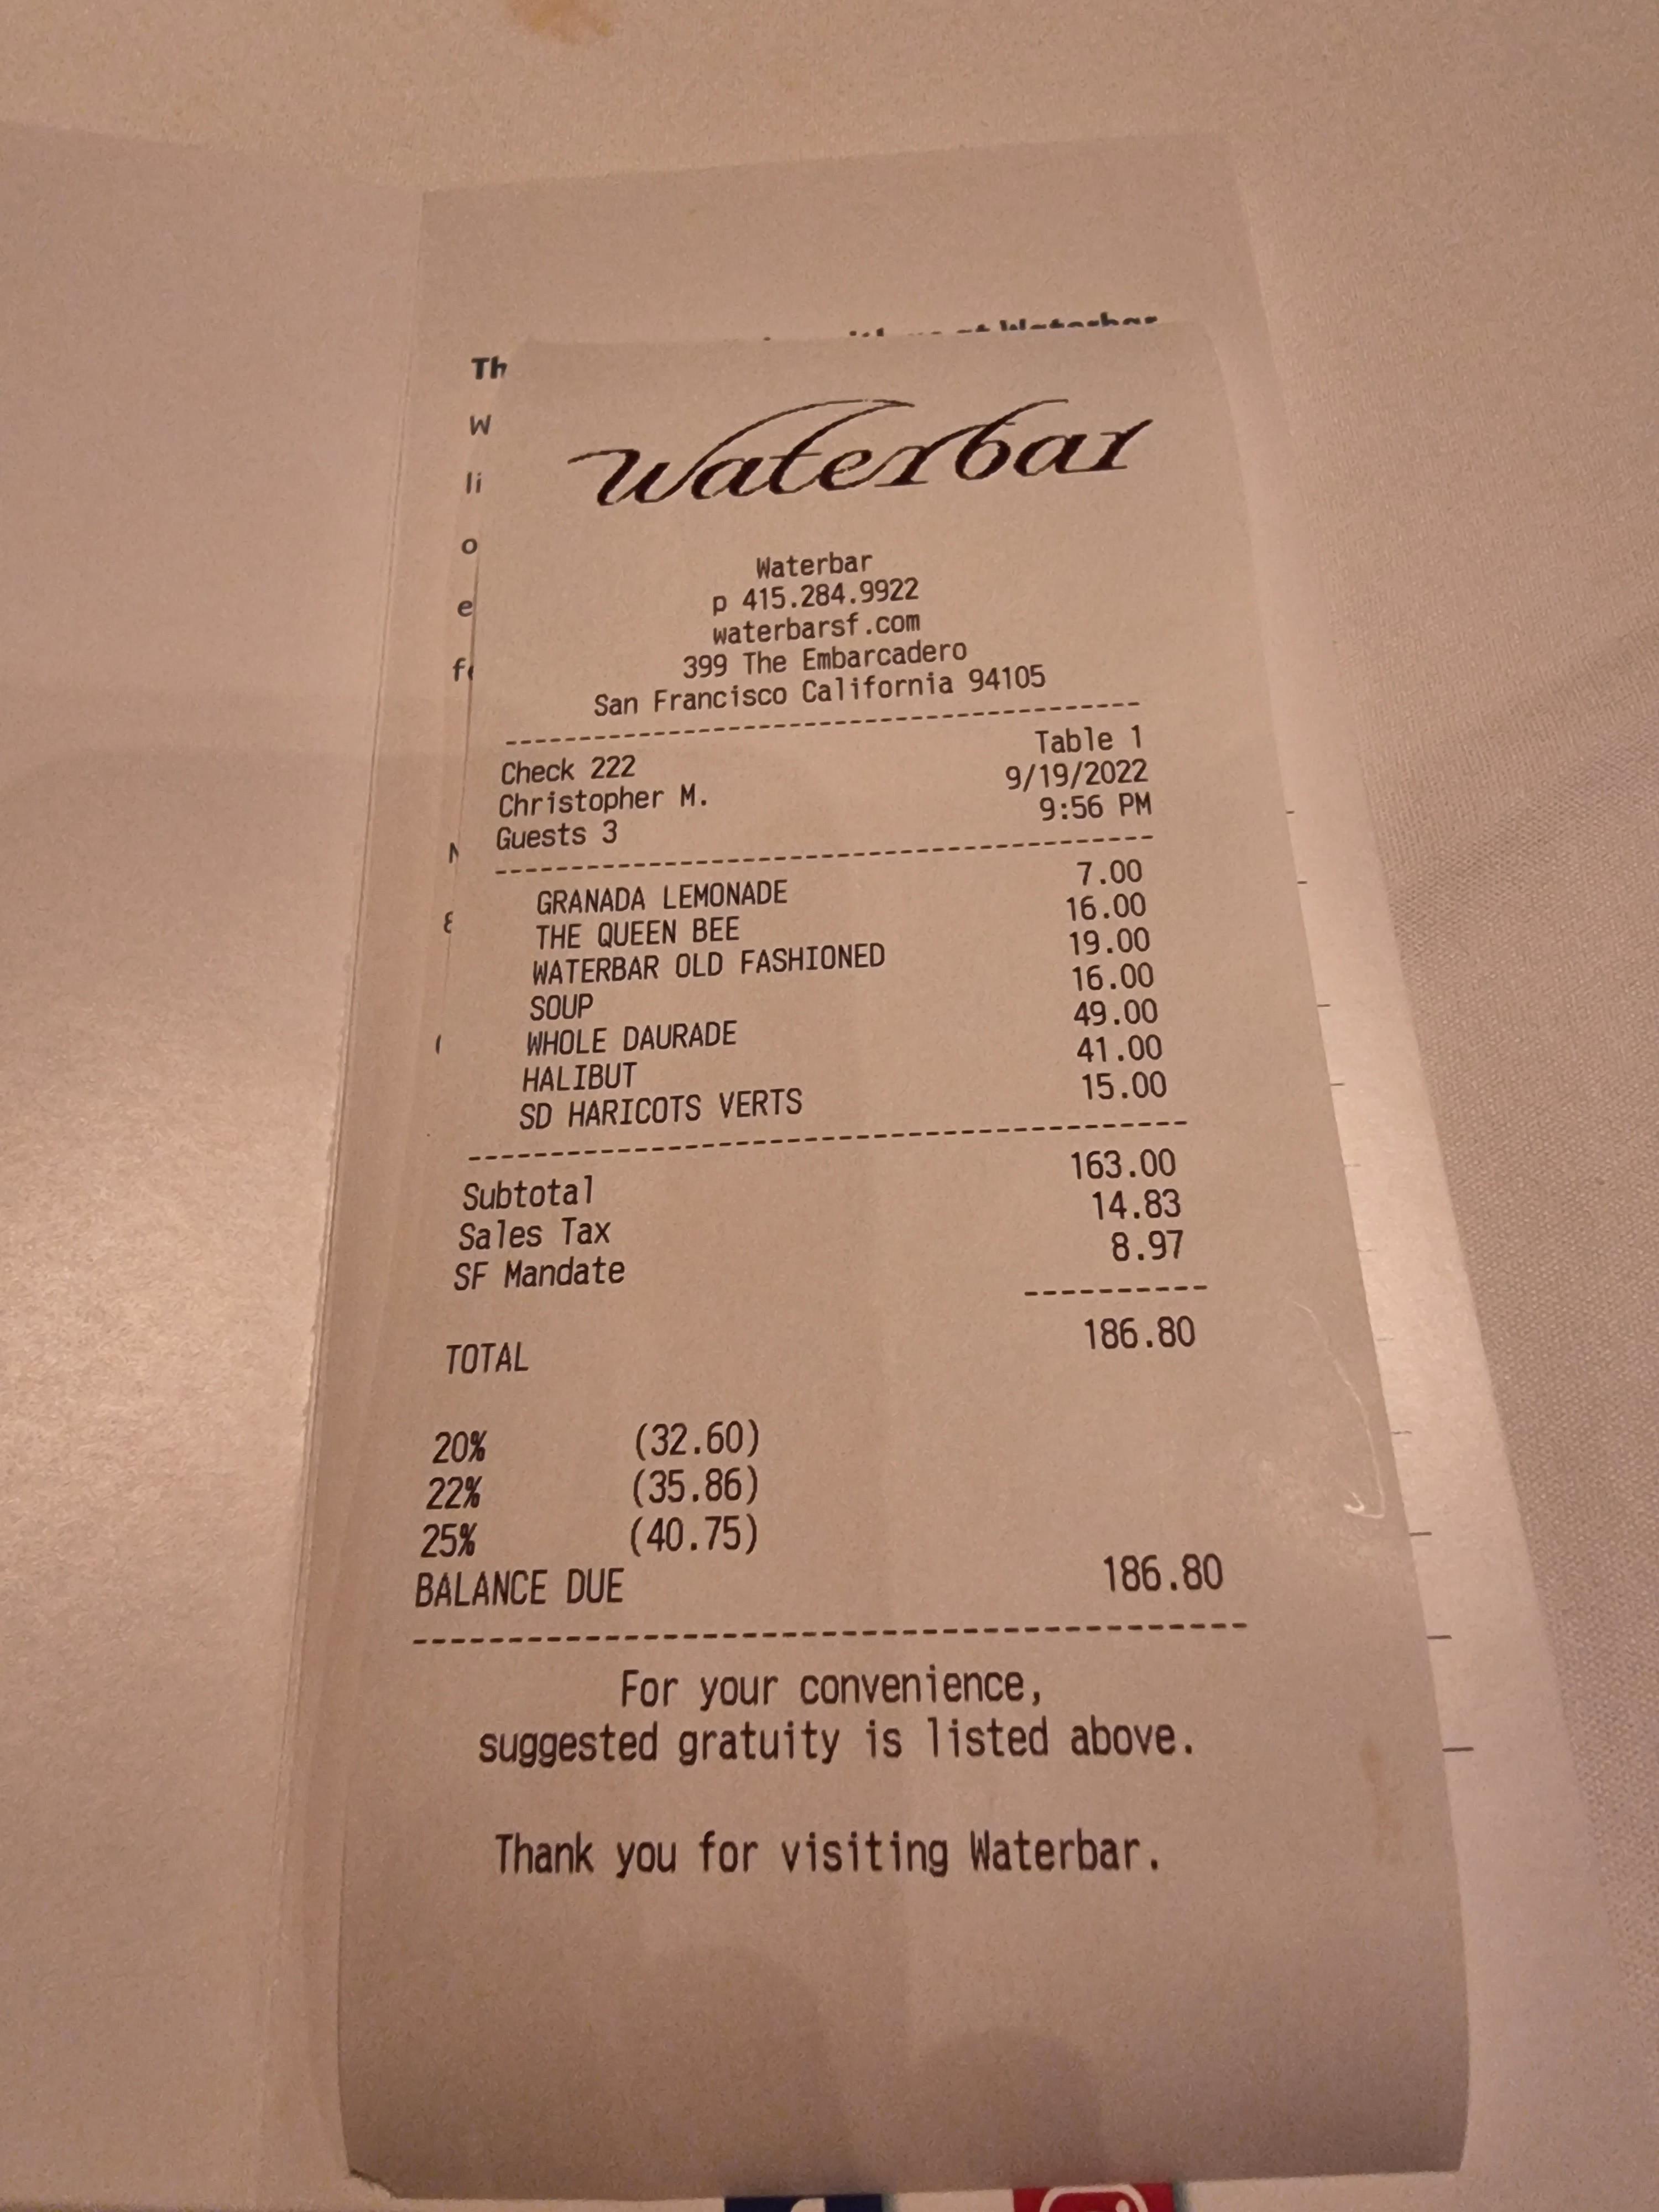 Th
W
li
o
e
waterbar
Waterbar
p 415.284.9922
waterbarsf.com
399 The Embarcadero
San Francisco California 94105
Check 222 Table 1
Christopher M. 9/19/2022
Guests 3 9:56 PM
GRANADA LEMONADE 7.00
THE QUEEN BEE 16.00
WATERBAR OLD FASHIONED 19.00
SOUP 16.00
WHOLE DAURADE 49.00
HALIBUT 41.00
SD HARICOTS VERTS 15.00
Subtotal 163.00
Sales Tax 14.83
SF Mandate 8.97
TOTAL 186.80
20% (32.60)
22% (35.86)
25% (40.75)
BALANCE DUE 186.80
For your convenience,
suggested gratuity is listed above.
Thank you for visiting Waterbar.